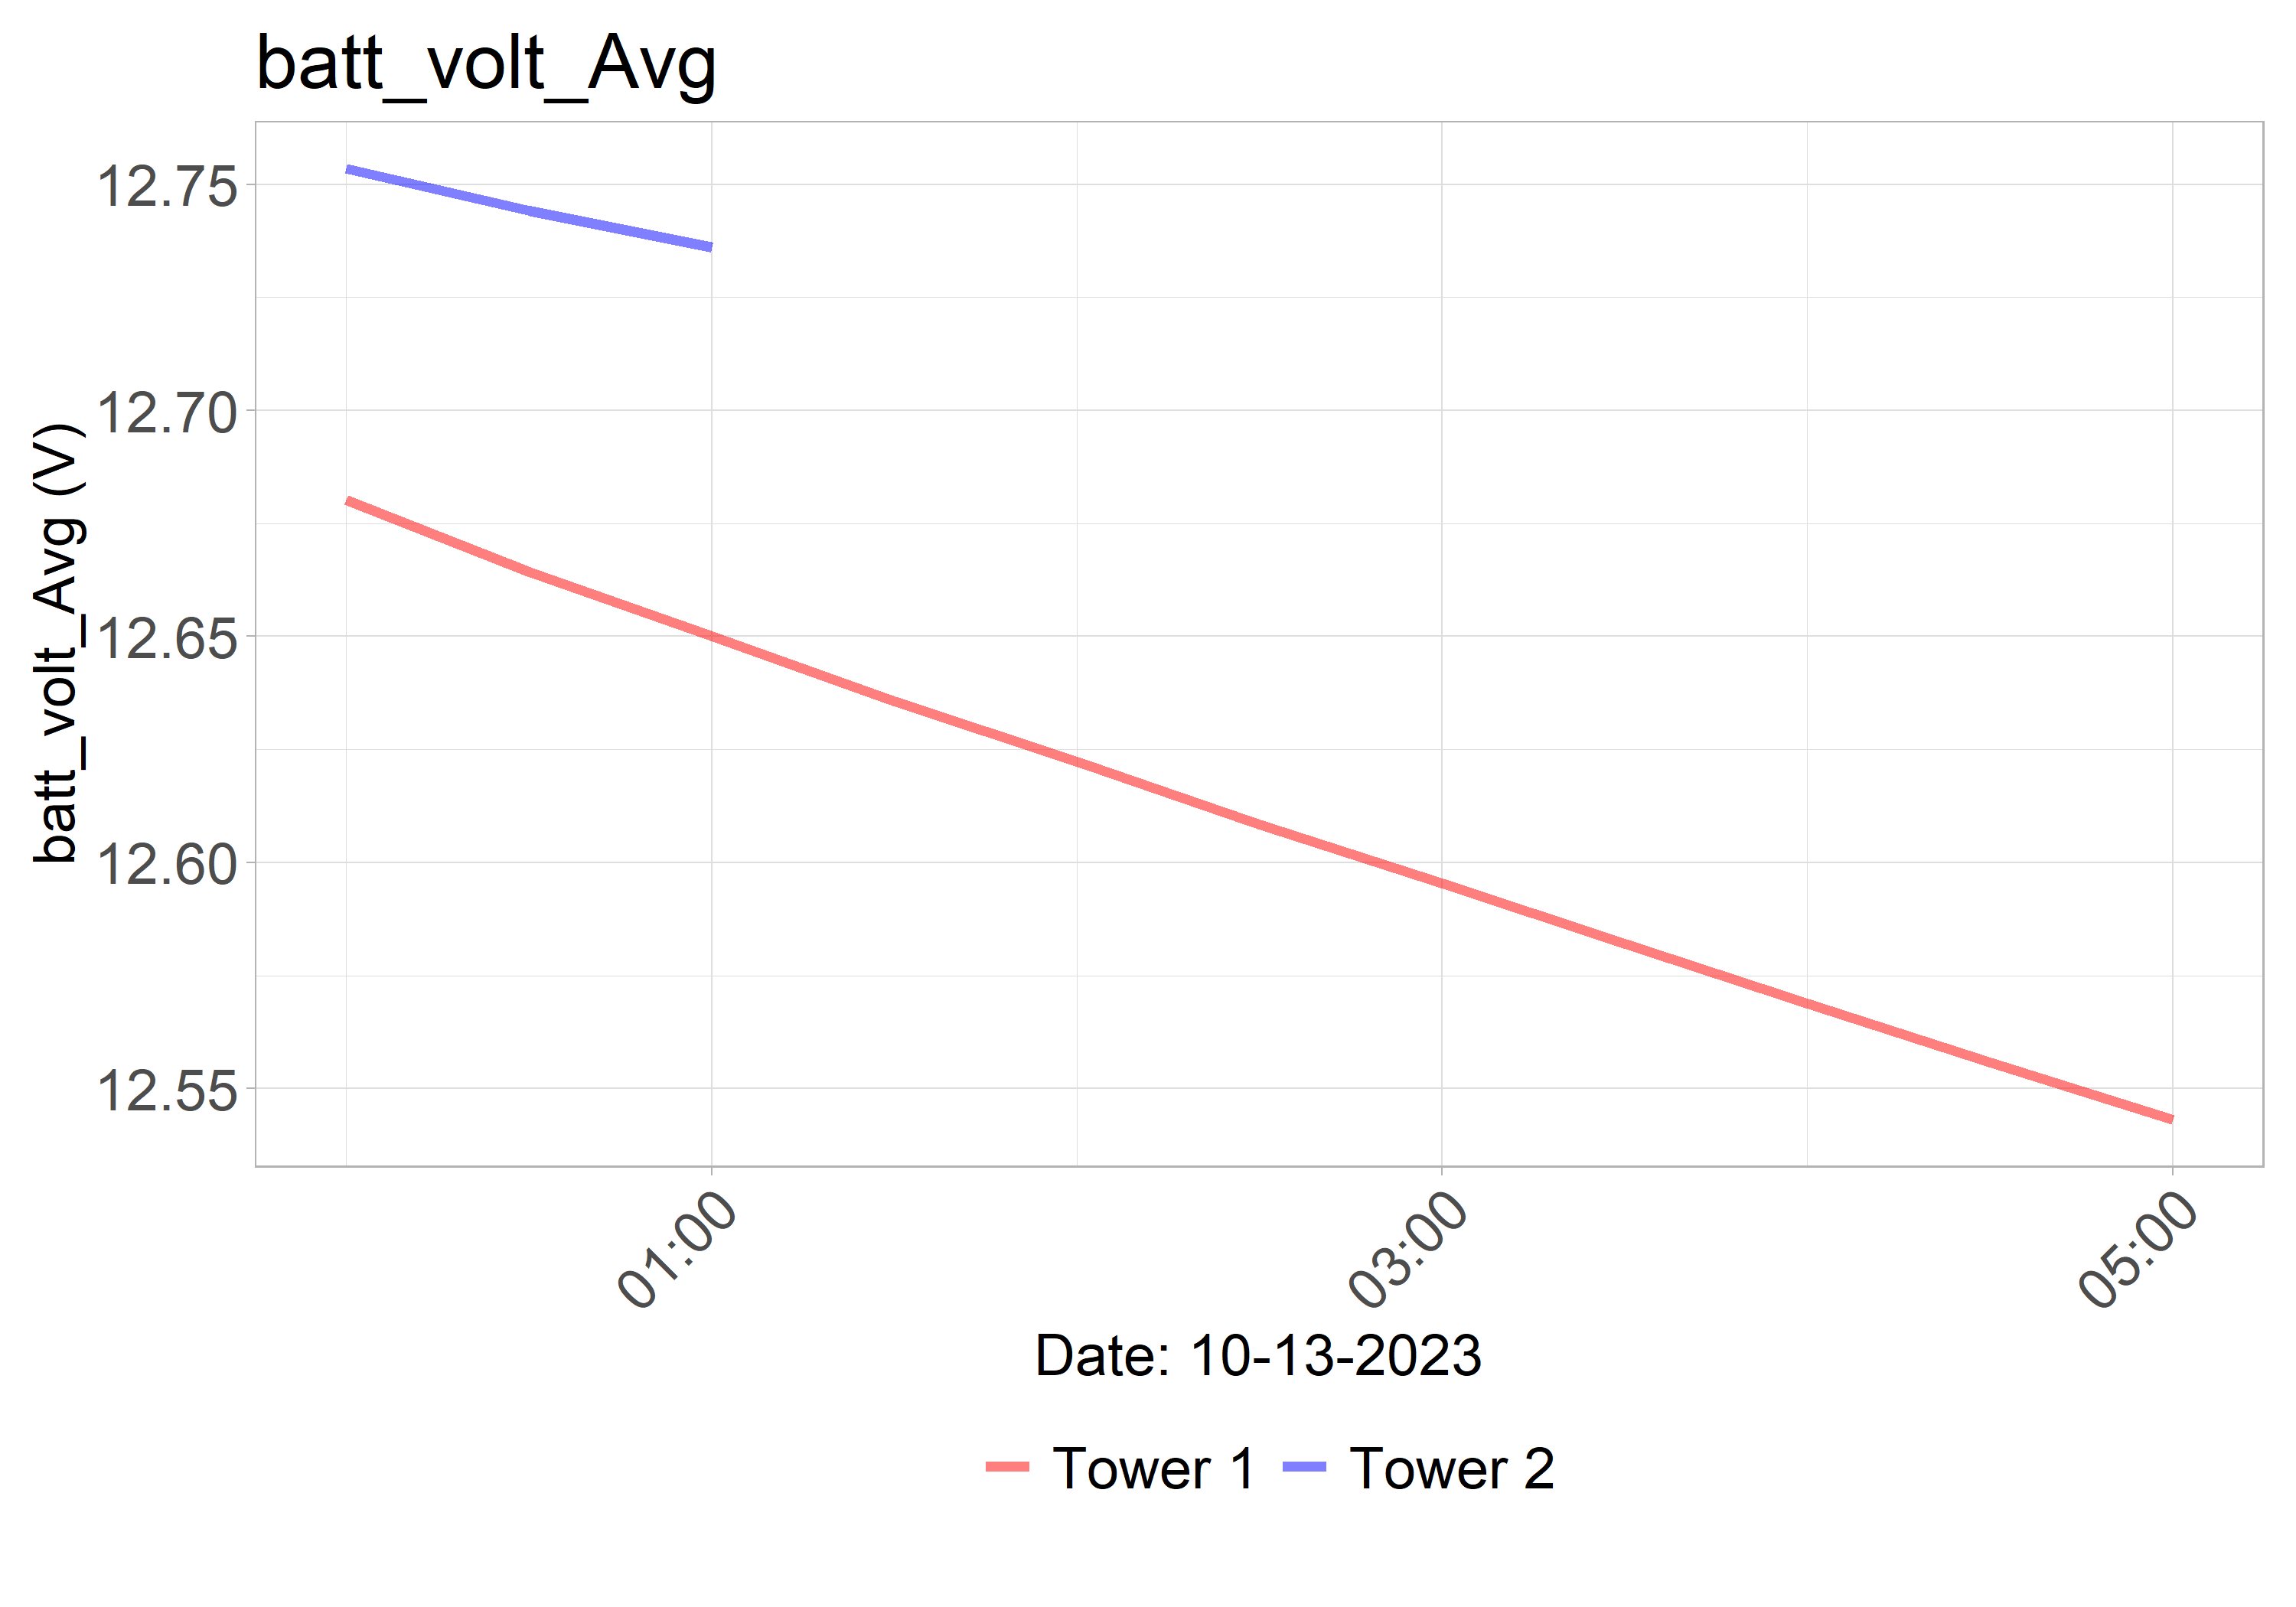 batt_volt_Avg
batt_volt_Avg (V)
12.75
12.70
12.65
12.60
12.55
01:00
03:00
05:00
Date: 10-13-2023
Tower 1
Tower 2